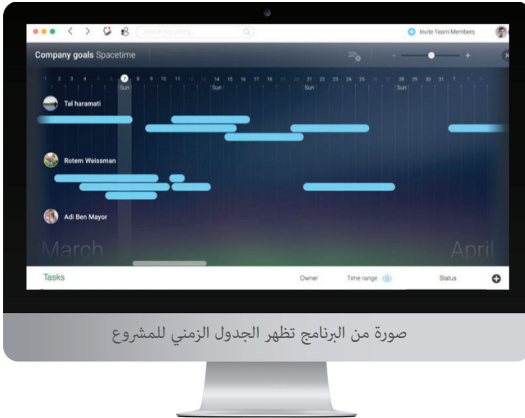 Invite Team Members
Company goals Spacetime
- +
1 2 3 4 7 8 9 10 11 14 15 16 17 18 21 22 23 24 25 28 29 30 31
Sun Sun Sun Sun
Tal haramati
Rotem Weissman
Adi Ben Mayor
March April
Tasks Owner Time range Status
صورة من البرنامج تظهر الجدول الزمني للمشروع